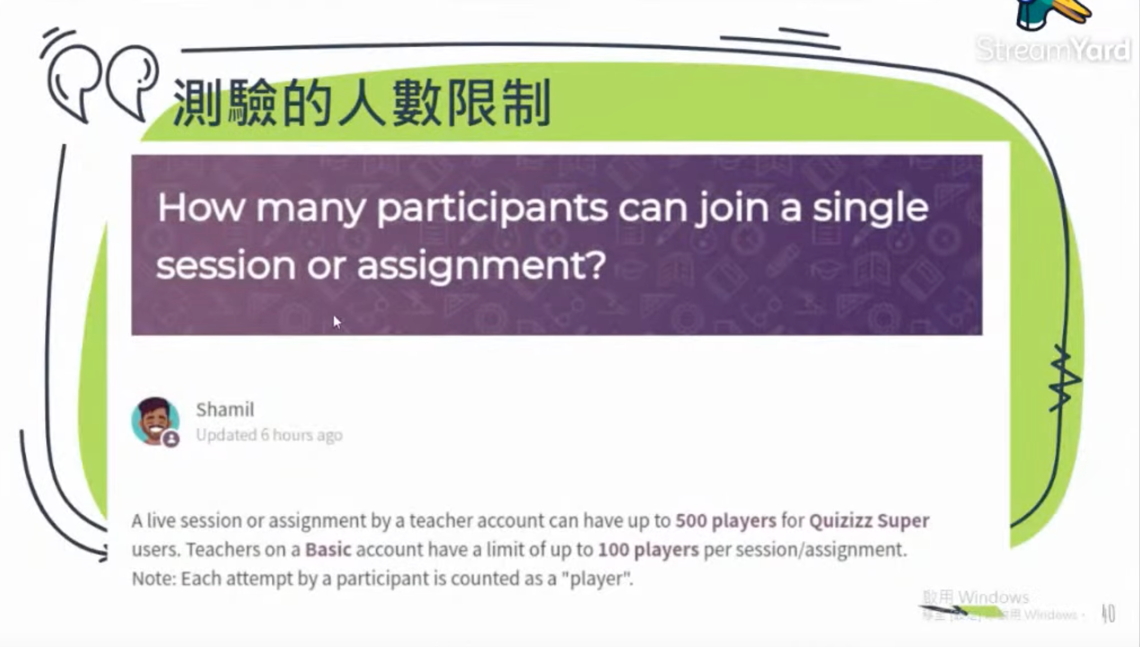 StreamYard
測驗的人數限制
How many participants can join a single
session or assignment?
Shamil
Updated 6 hours ago
A live session or assignment by a teacher account can have up to 500 players for Quizizz Super
users. Teachers on a Basic account have a limit of up to 100 players per session/assignment.
Note: Each attempt by a participant is counted as a "player".
啟用 Windows
啟用 Windows。
40